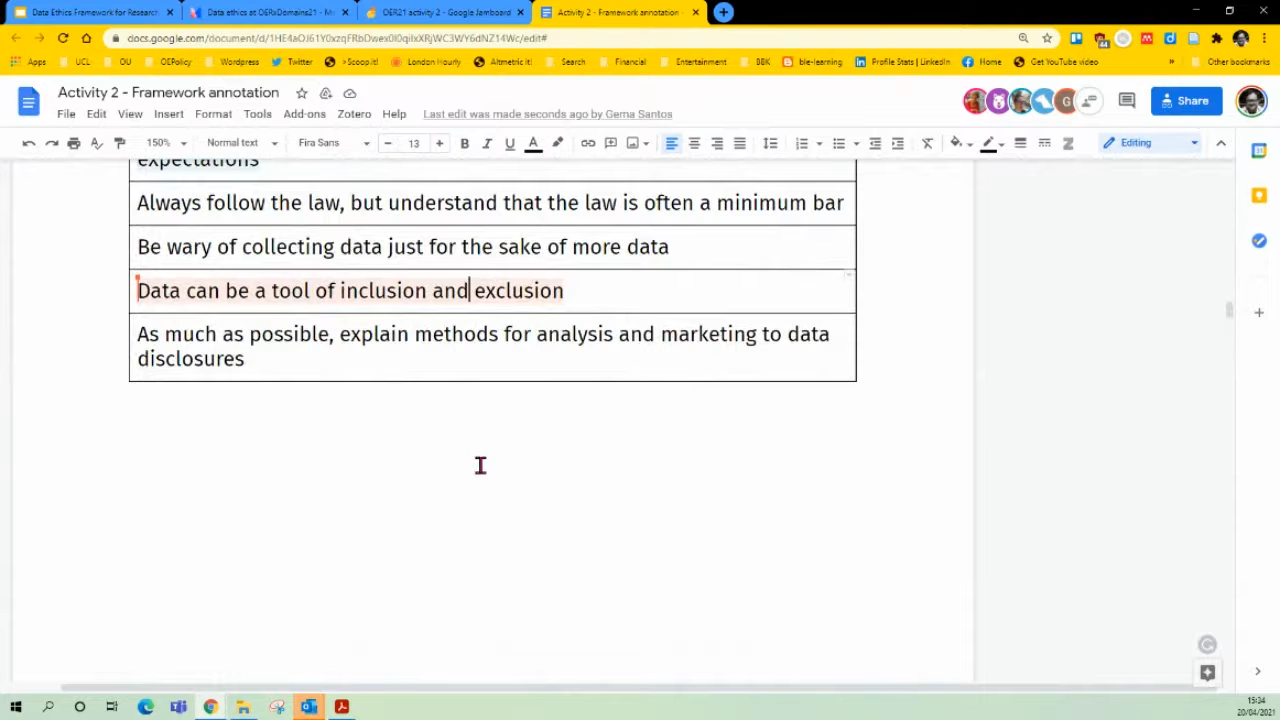 Data Ethics Framework for Research
Data ethics at OERxDomains21 - M
OER21 activity 2 - Google Jamboard
Activity 2 - Framework annotation
docs.google.com/document/d/
Apps
UCL
OU
OEPolicy
Wordpress
Twitter
>Scoop.it!
London Hourly
Altmetric it!
Search
Financial
Entertainment
BBK
ble-learning
Profile Stats | LinkedIn
Home
Get YouTube video
»
Other bookmarks
Activity 2 - Framework annotation
File Edit View Insert Format Tools Add-ons Zotero Help Last edit was made seconds ago by Gema Santos
G
Share
150% Normal text Fira Sans 13 B I U A Editing
expectations
Always follow the law, but understand that the law is often a minimum bar
Be wary of collecting data just for the sake of more data
Data can be a tool of inclusion and exclusion
As much as possible, explain methods for analysis and marketing to data
disclosures
15:34
20/04/2021